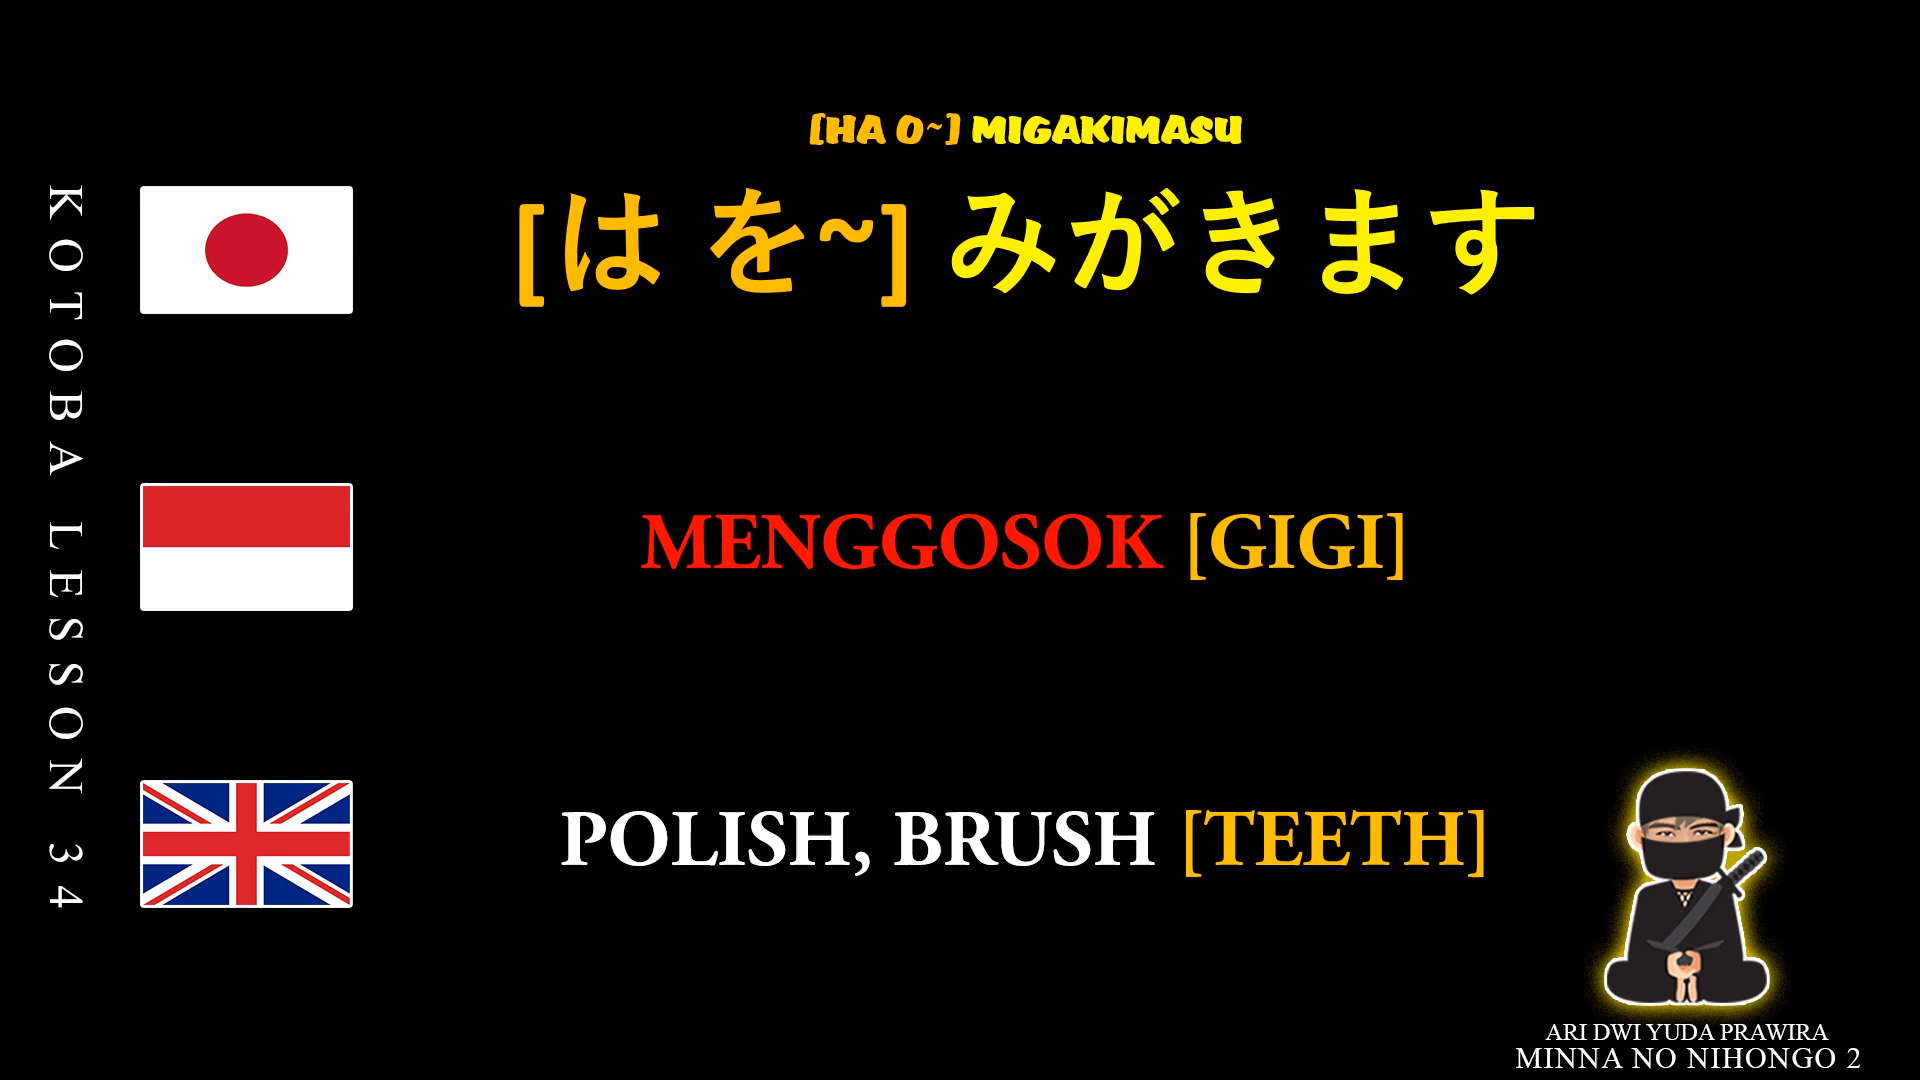 KOTOBA LESSON 34
[HA O~] MIGAKIMASU
[は を~] みがきます
MENGGOSOK [GIGI]
POLISH, BRUSH [TEETH]
ARI DWI YUDA PRAWIRA
MINNA NO NIHONGO 2